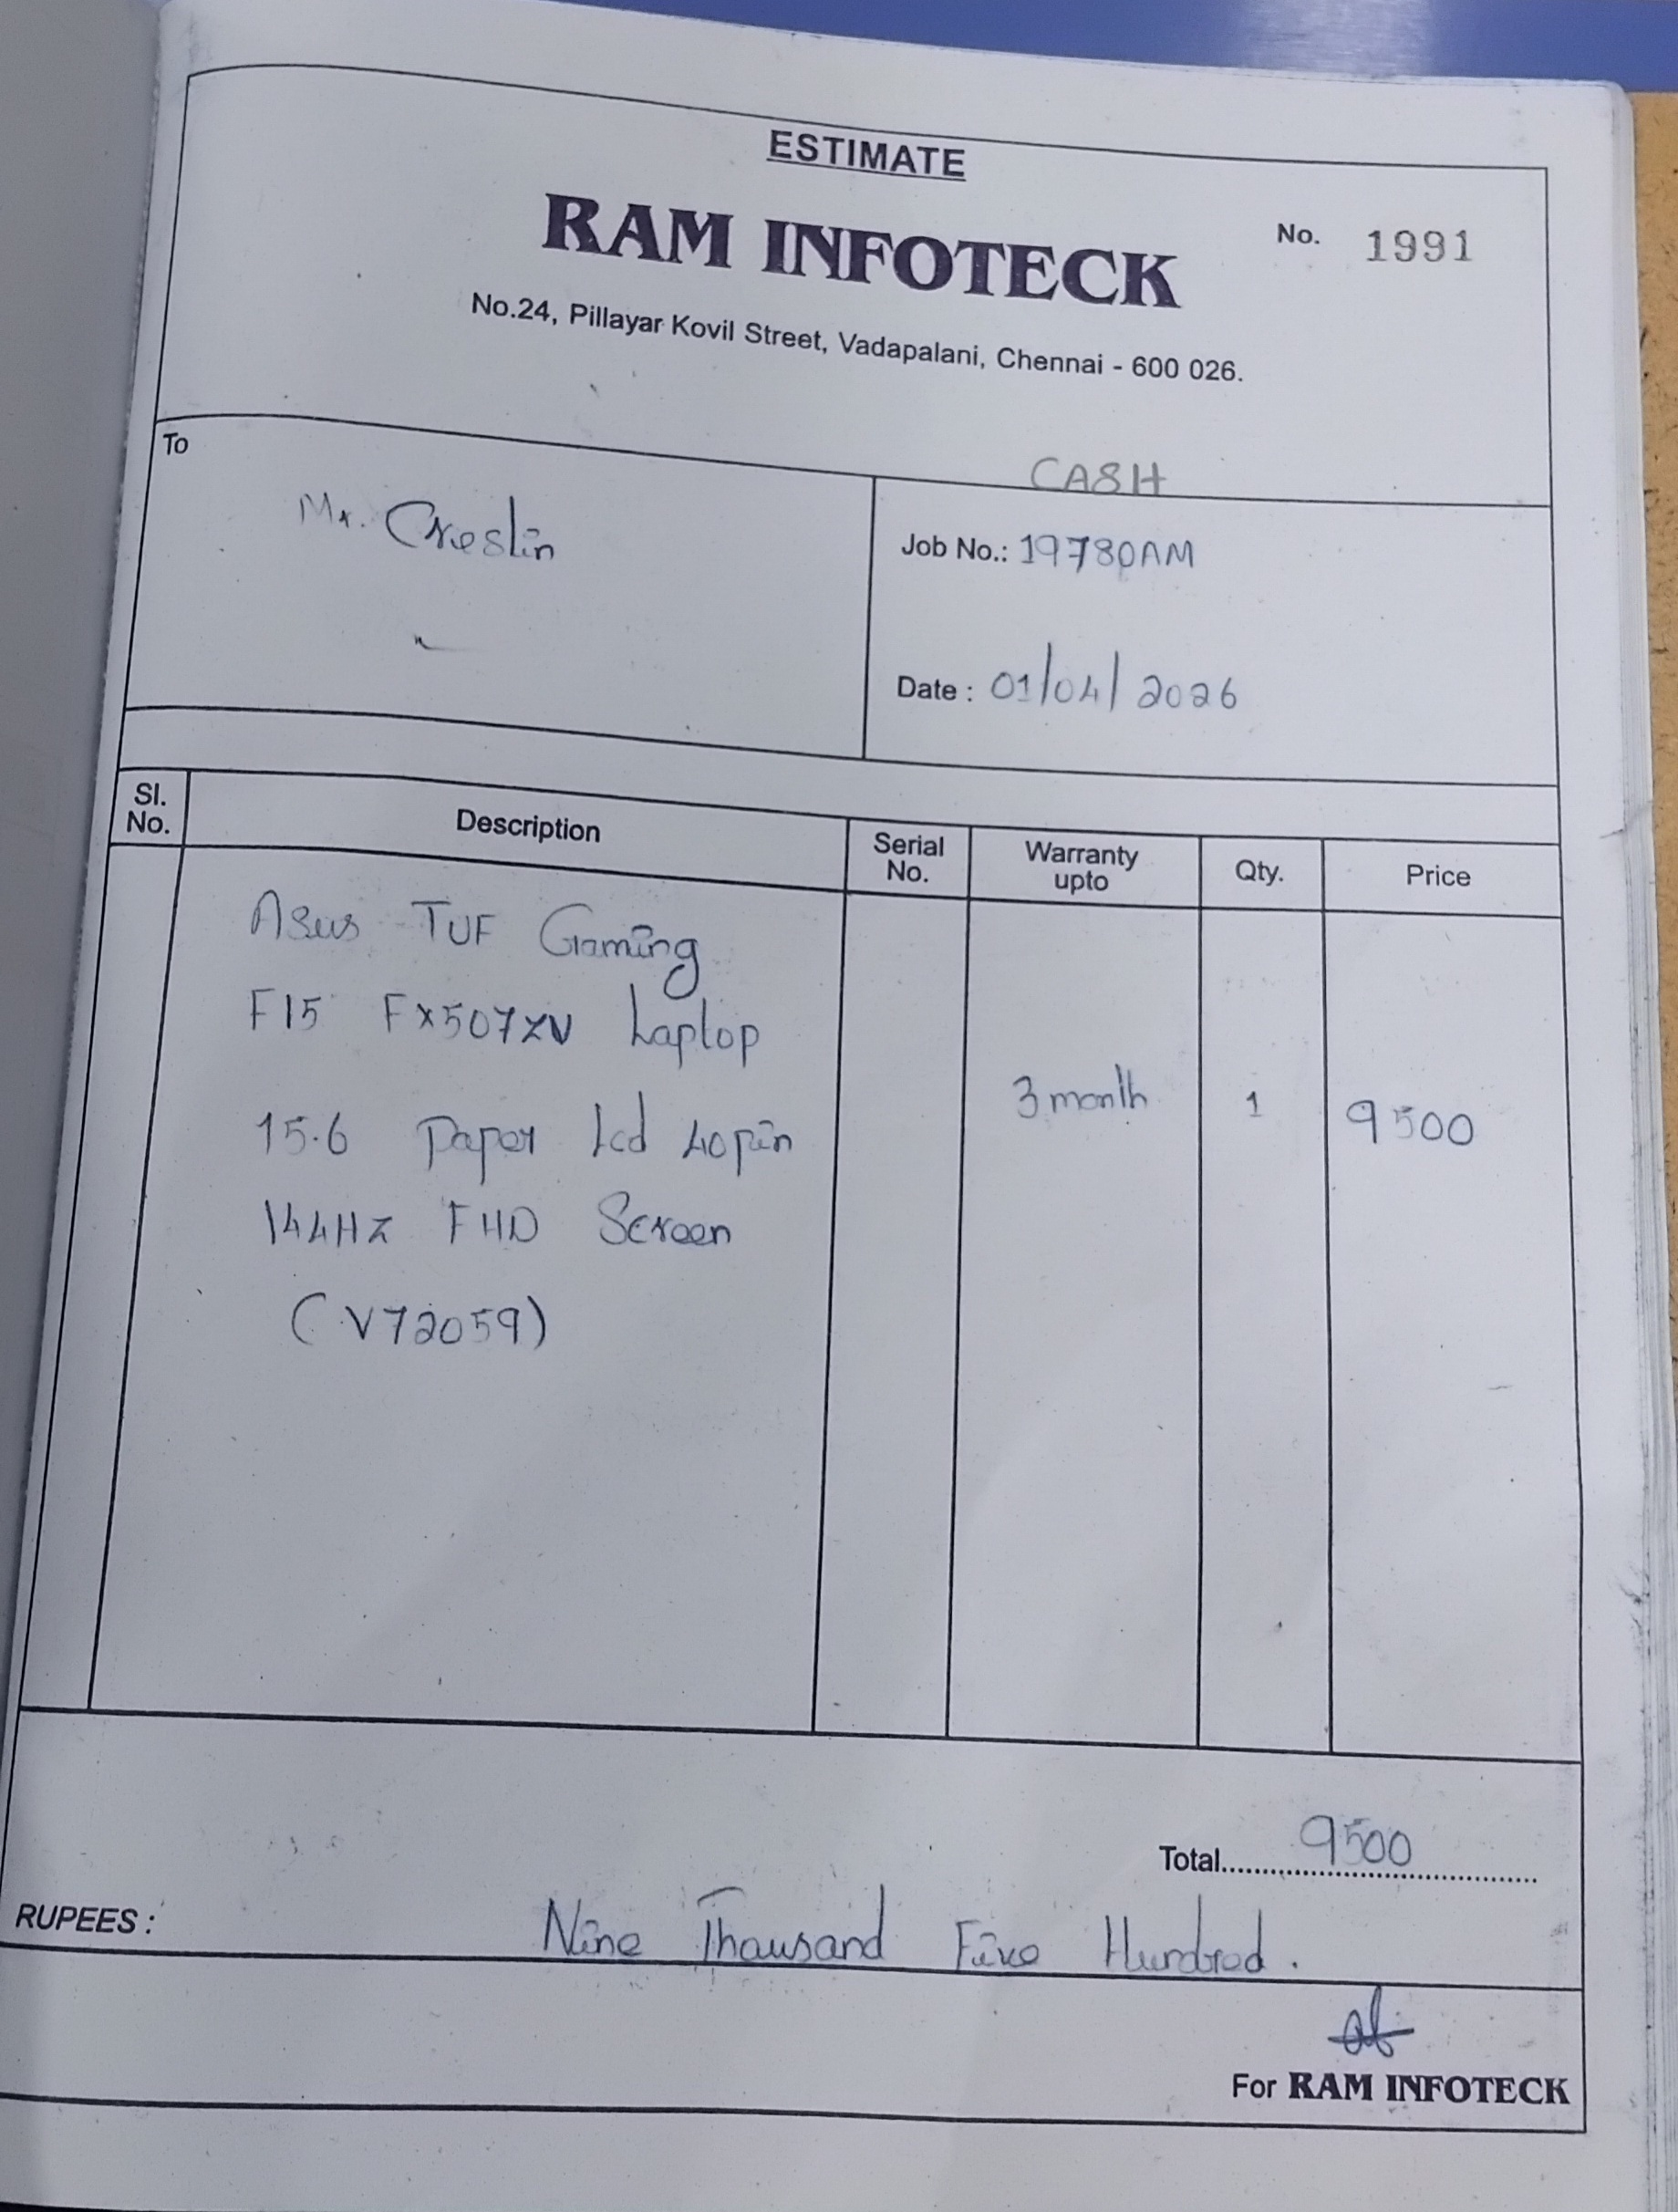 ESTIMATE
RAM INFOTECK
No. 1991
No.24, Pillayar Kovil Street, Vadapalani, Chennai - 600 026.
To
CASH
Mr. Creslin
Job No.: 19780AM
Date : 01/04/2026
Sl. No. Description Serial No. Warranty upto Qty. Price
Asus TUF Gaming
F15 FX507ZV Laptop
15.6 Paper Lcd 40pin 3 month 1 9500
144HZ FHD Screen
(V72059)
Total.................... 9500
RUPEES : Nine Thousand Five Hundred.
For RAM INFOTECK